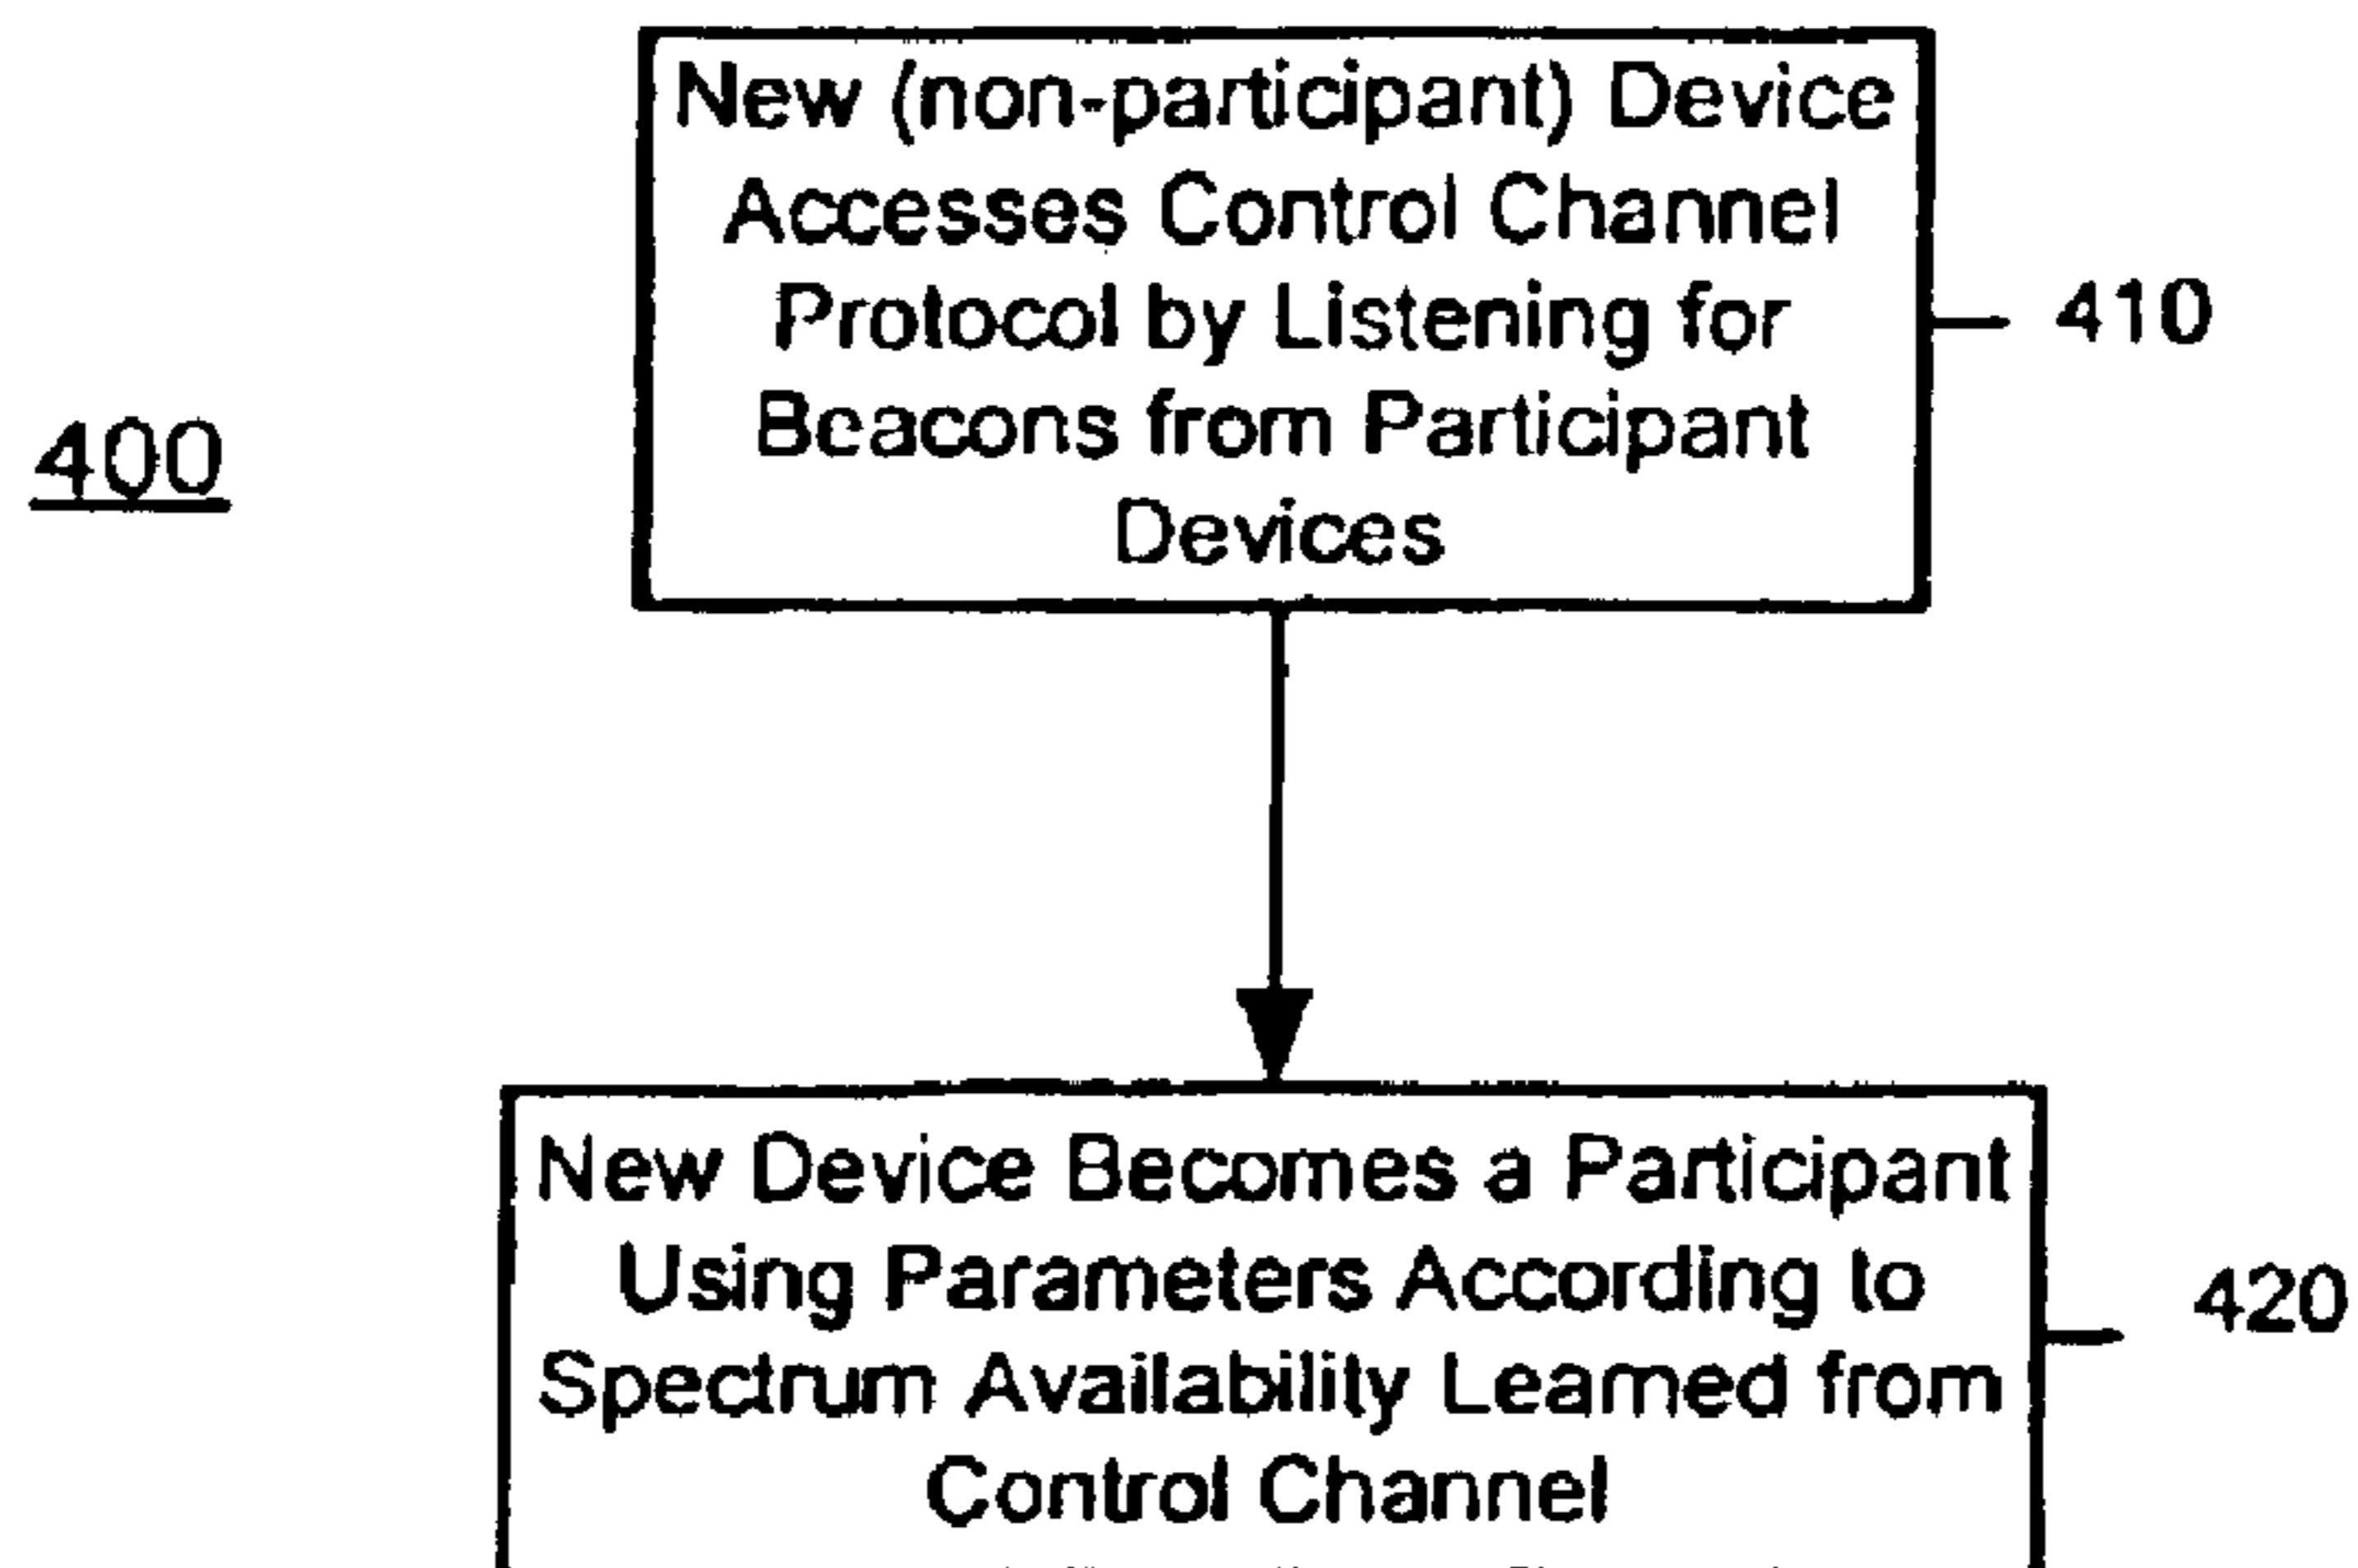 New (non-participant) Device
Accesses Control Channel
Protocol by Listening for
Beacons from Participant
Devices
410
400
New Device Becomes a Participant
Using Parameters According to
Spectrum Availability Learned from
Control Channel
420